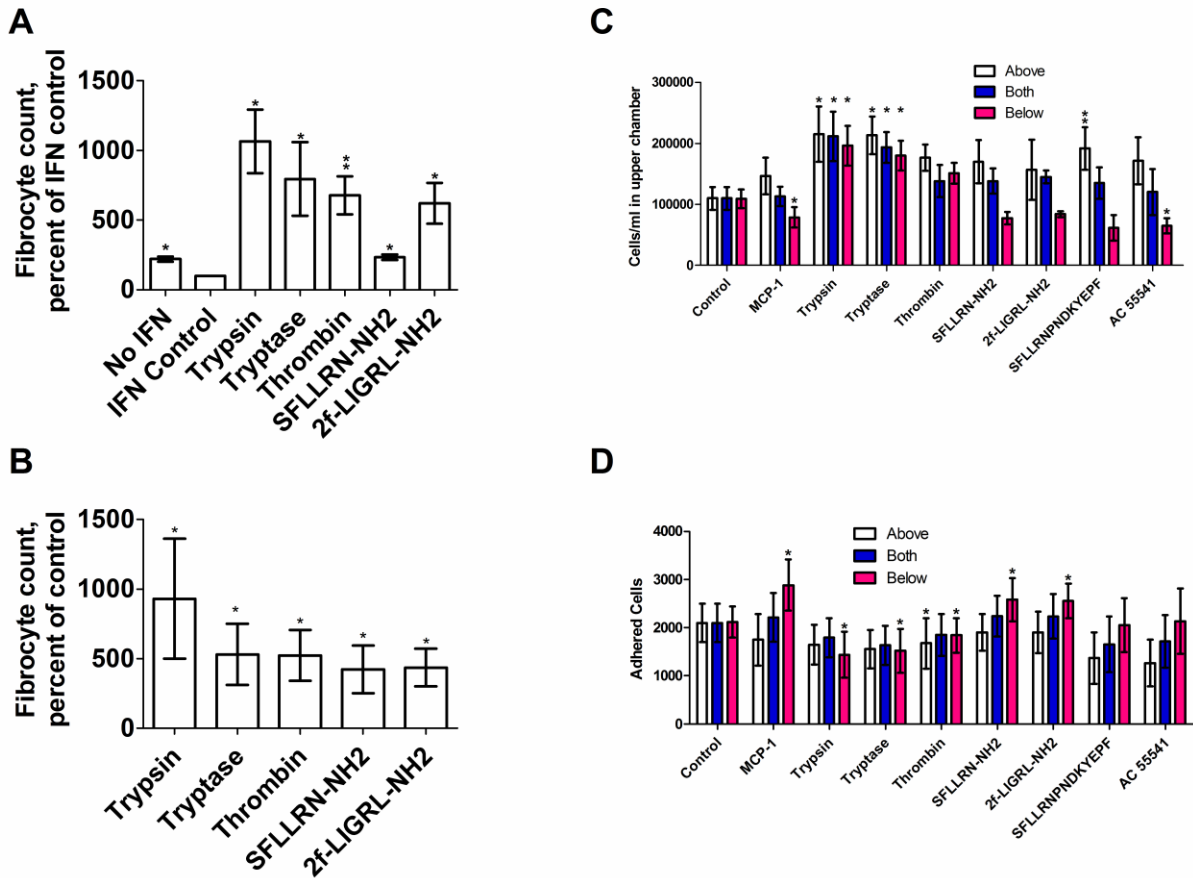 A
Fibrocyte count,
percent of IFN control
1500
1000
500
0
*
*
*
**
*
*
No IFN
IFN Control
Trypsin
Tryptase
Thrombin
SFLLRN-NH2
2f-LIGRL-NH2
B
Fibrocyte count,
percent of control
1500
1000
500
0
*
*
*
*
*
Trypsin
Tryptase
Thrombin
SFLLRN-NH2
2f-LIGRL-NH2
C
Cells/ml in upper chamber
300000
200000
100000
0
Above
Both
Below
*
* * *
* * *
**
*
Control
MCP-1
Trypsin
Tryptase
Thrombin
SFLLRN-NH2
2f-LIGRL-NH2
SFLLRNPNDKYEPF
AC 55541
D
Adhered Cells
4000
3000
2000
1000
0
Above
Both
Below
*
*
*
* *
*
*
Control
MCP-1
Trypsin
Tryptase
Thrombin
SFLLRN-NH2
2f-LIGRL-NH2
SFLLRNPNDKYEPF
AC 55541